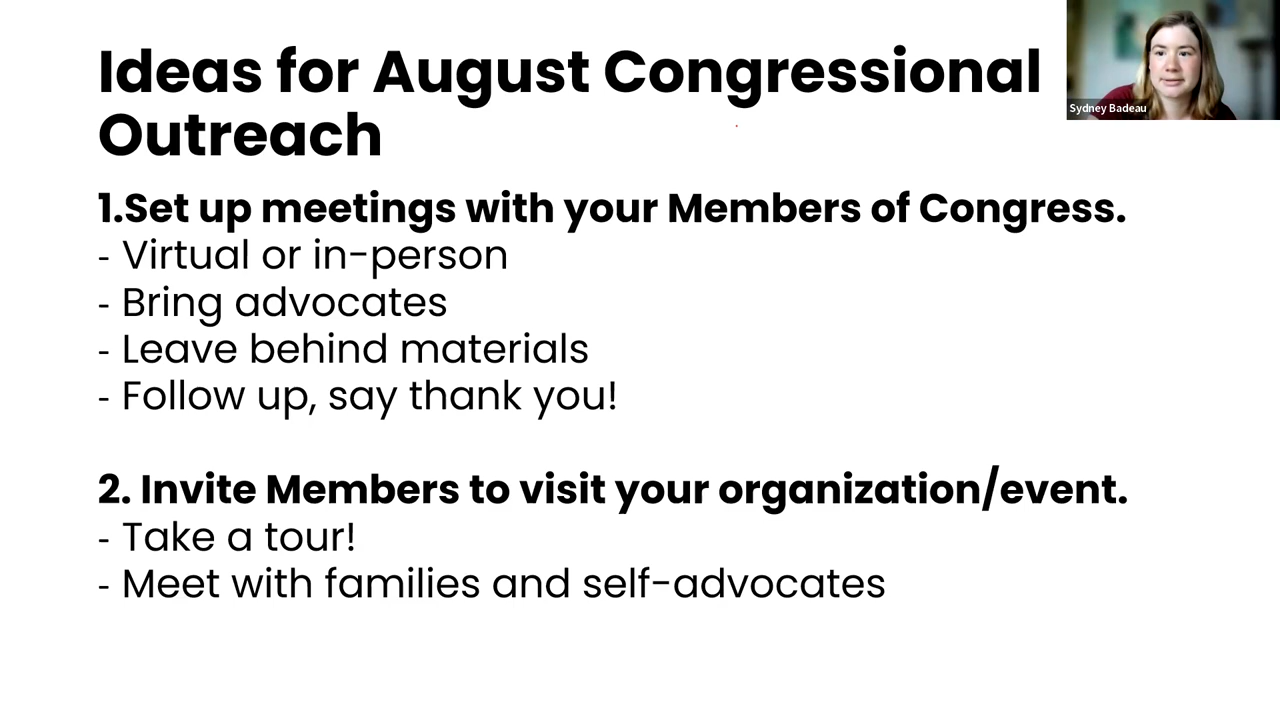 Ideas for August Congressional
Outreach
Sydney Badeau
1.Set up meetings with your Members of Congress.
- Virtual or in-person
- Bring advocates
- Leave behind materials
- Follow up, say thank you!
2. Invite Members to visit your organization/event.
- Take a tour!
- Meet with families and self-advocates